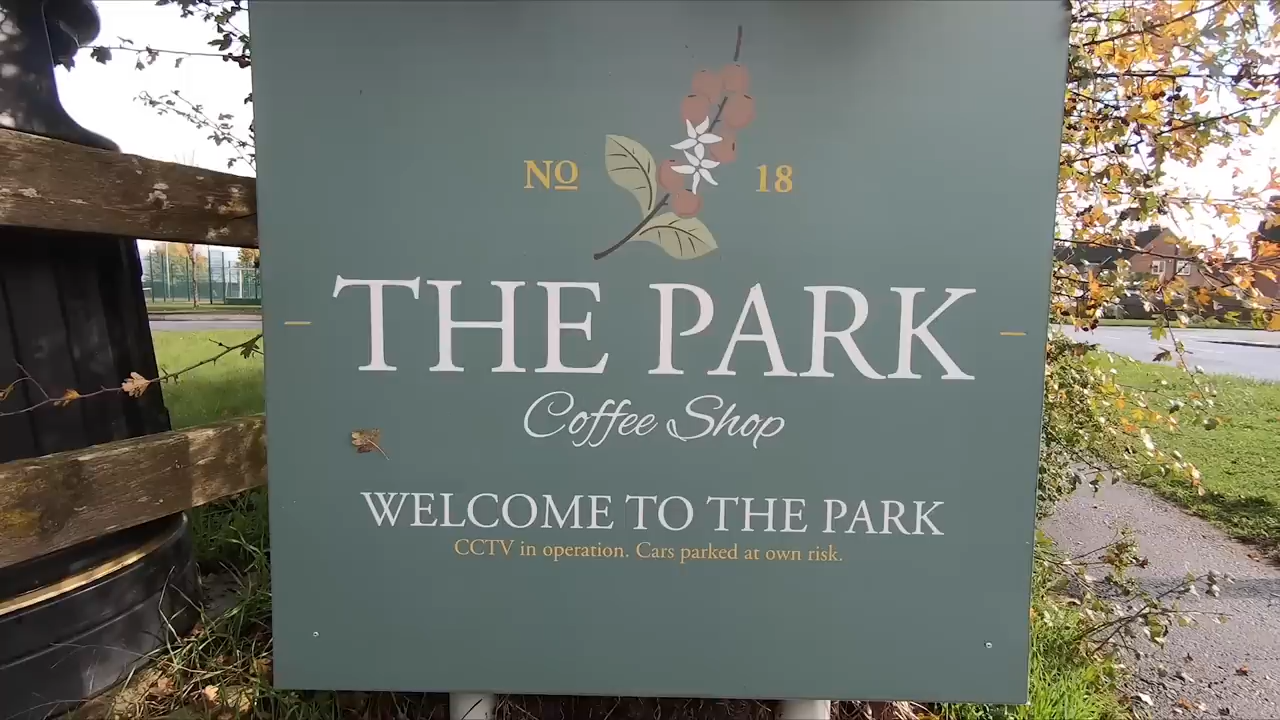 NO 18
THE PARK
Coffee Shop
WELCOME TO THE PARK
CCTV in operation. Cars parked at own risk.